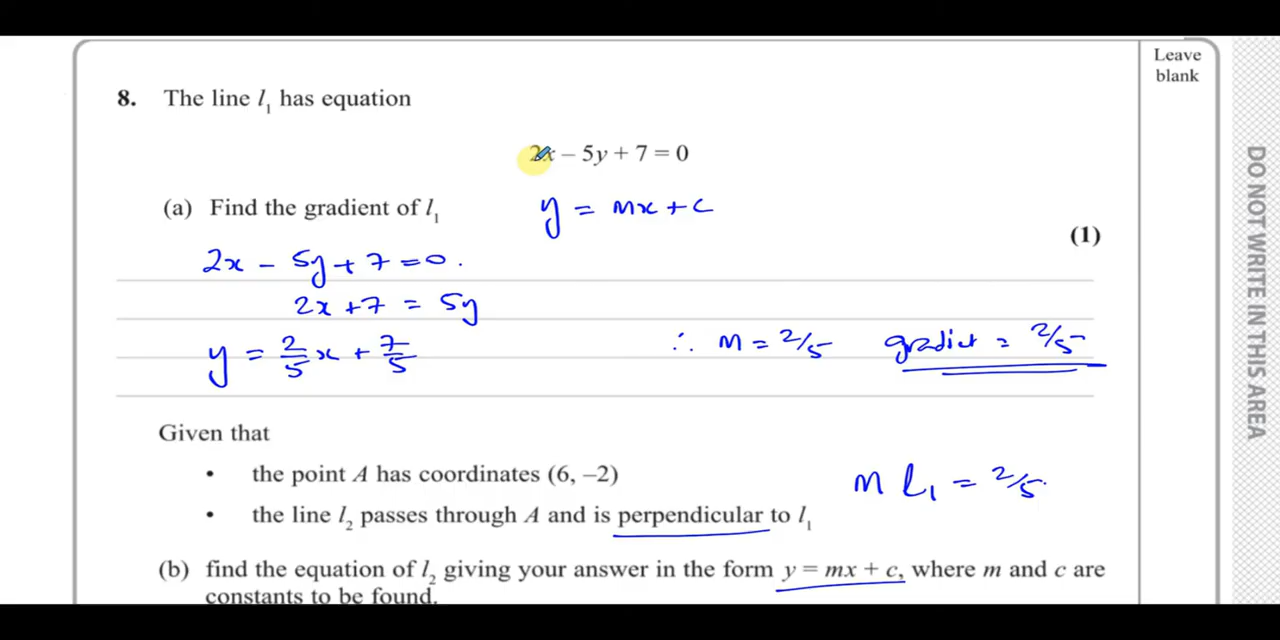 Leave
blank
8. The line l₁ has equation
2x – 5y + 7 = 0
(a) Find the gradient of l₁
y = mx + c
(1)
2x – 5y + 7 = 0.
2x + 7 = 5y
y = 2/5 x + 7/5
∴ m = 2/5 gradiet = 2/5
Given that
• the point A has coordinates (6, –2)
m l₁ = 2/5.
• the line l₂ passes through A and is perpendicular to l₁
(b) find the equation of l₂ giving your answer in the form y = mx + c, where m and c are
constants to be found.
DO NOT WRITE IN THIS AREA